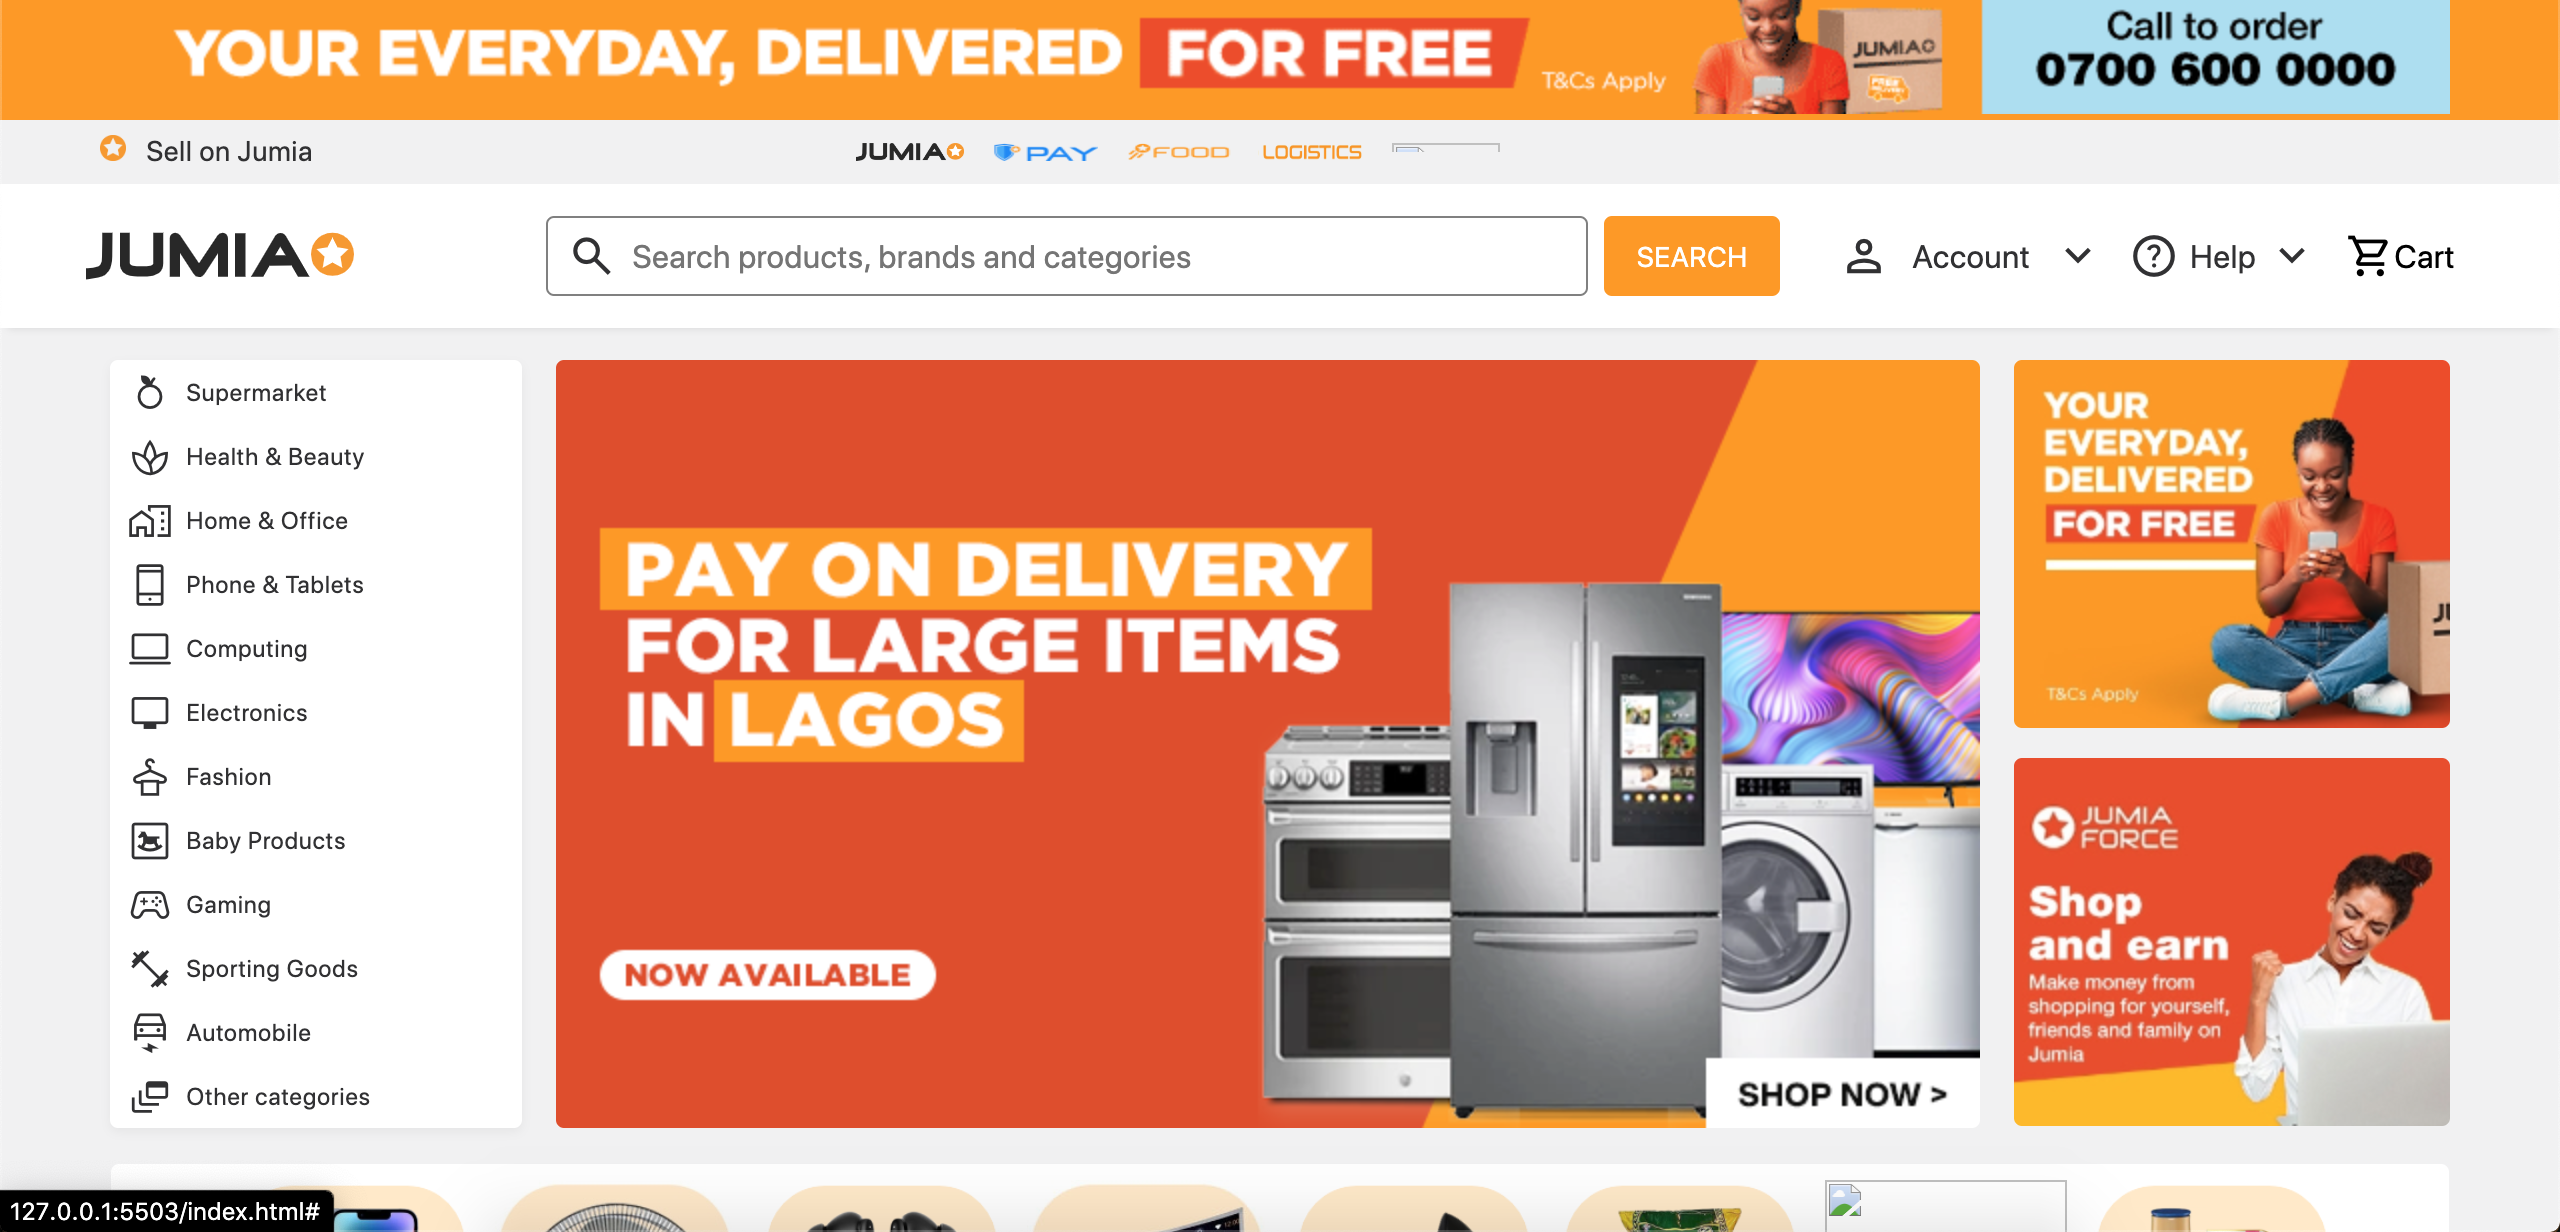 YOUR EVERYDAY, DELIVERED FOR FREE
T&Cs Apply
JUMIA
Call to order
0700 600 0000
Sell on Jumia
JUMIA
PAY
FOOD
LOGISTICS
JUMIA
Search products, brands and categories
SEARCH
Account
Help
Cart
Supermarket
Health & Beauty
Home & Office
Phone & Tablets
Computing
Electronics
Fashion
Baby Products
Gaming
Sporting Goods
Automobile
Other categories
PAY ON DELIVERY
FOR LARGE ITEMS
IN LAGOS
NOW AVAILABLE
SHOP NOW >
YOUR
EVERYDAY,
DELIVERED
FOR FREE
T&Cs Apply
JUMIA
FORCE
Shop
and earn
Make money from
shopping for yourself,
friends and family on
Jumia
127.0.0.1:5503/index.html#